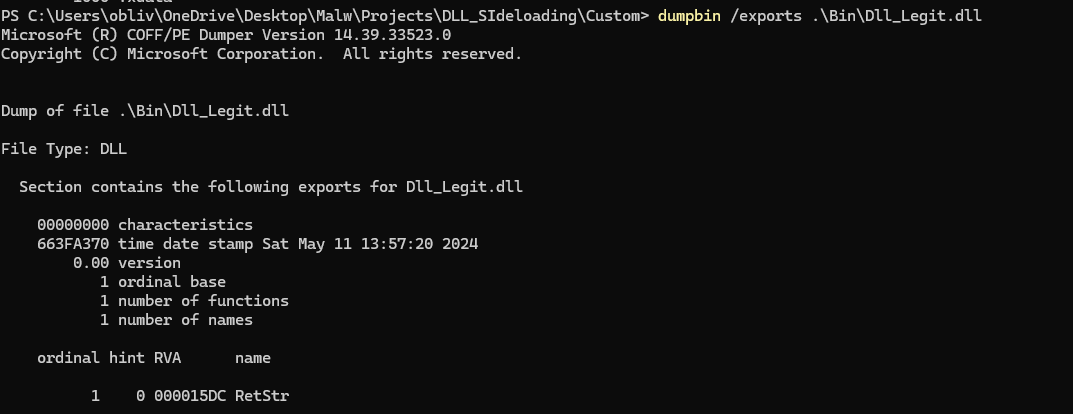 PS C:\Users\obliv\OneDrive\Desktop\Malw\Projects\DLL_SIdeloading\Custom> dumpbin /exports .\Bin\Dll_Legit.dll
Microsoft (R) COFF/PE Dumper Version 14.39.33523.0
Copyright (C) Microsoft Corporation.  All rights reserved.
Dump of file .\Bin\Dll_Legit.dll
File Type: DLL
  Section contains the following exports for Dll_Legit.dll
    00000000 characteristics
    663FA370 time date stamp Sat May 11 13:57:20 2024
        0.00 version
           1 ordinal base
           1 number of functions
           1 number of names
    ordinal hint RVA      name
          1    0 000015DC RetStr